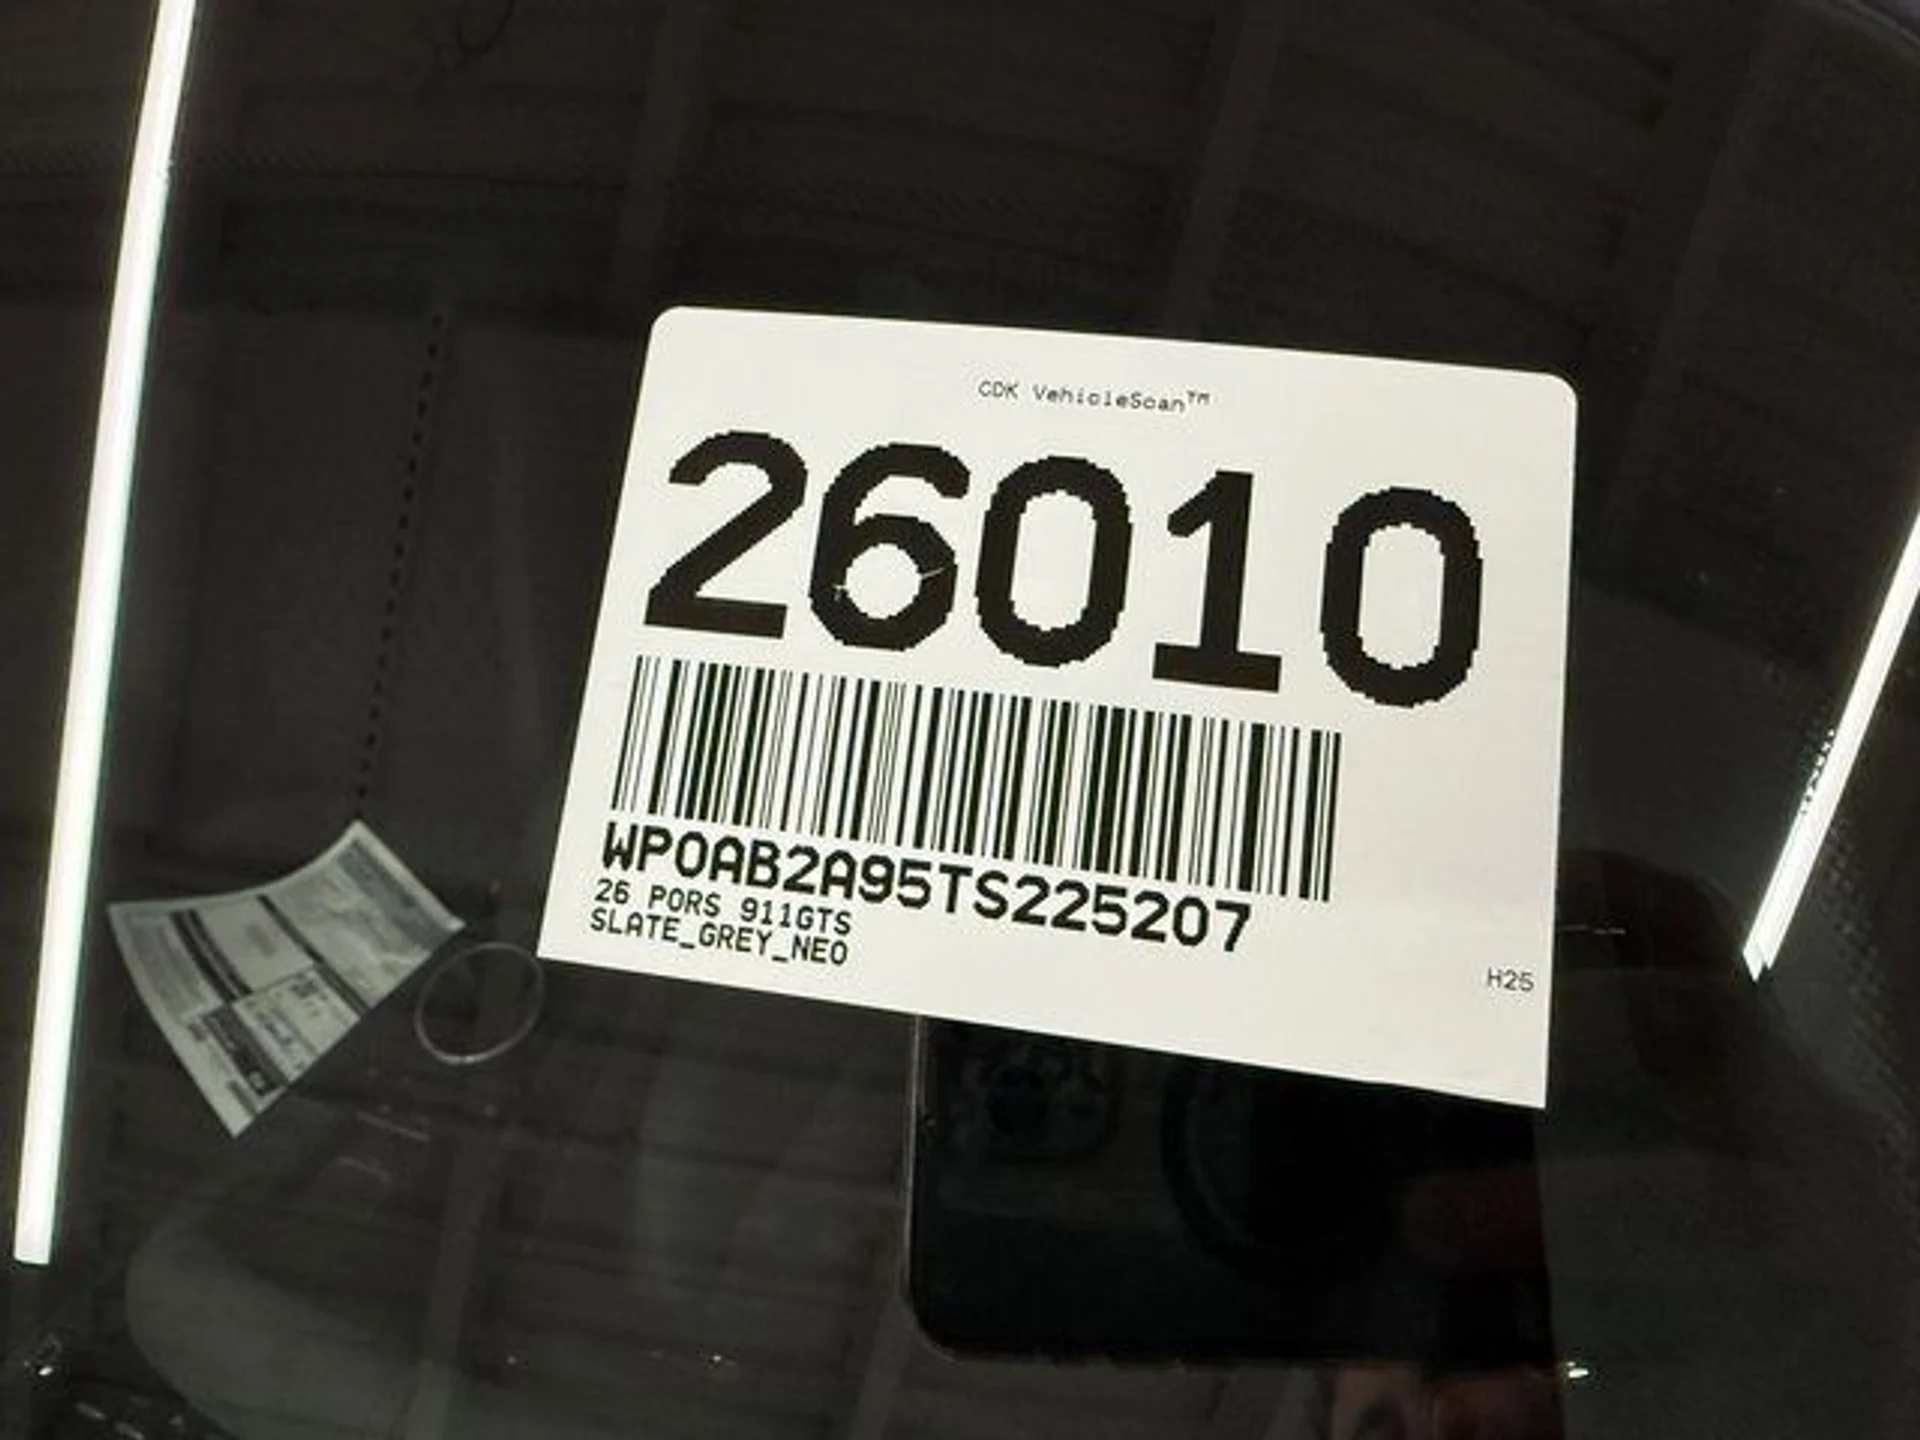 CDK VehicleScan™
26010
WP0AB2A95TS225207
26 PORS 911GTS
SLATE_GREY_NEO
H25